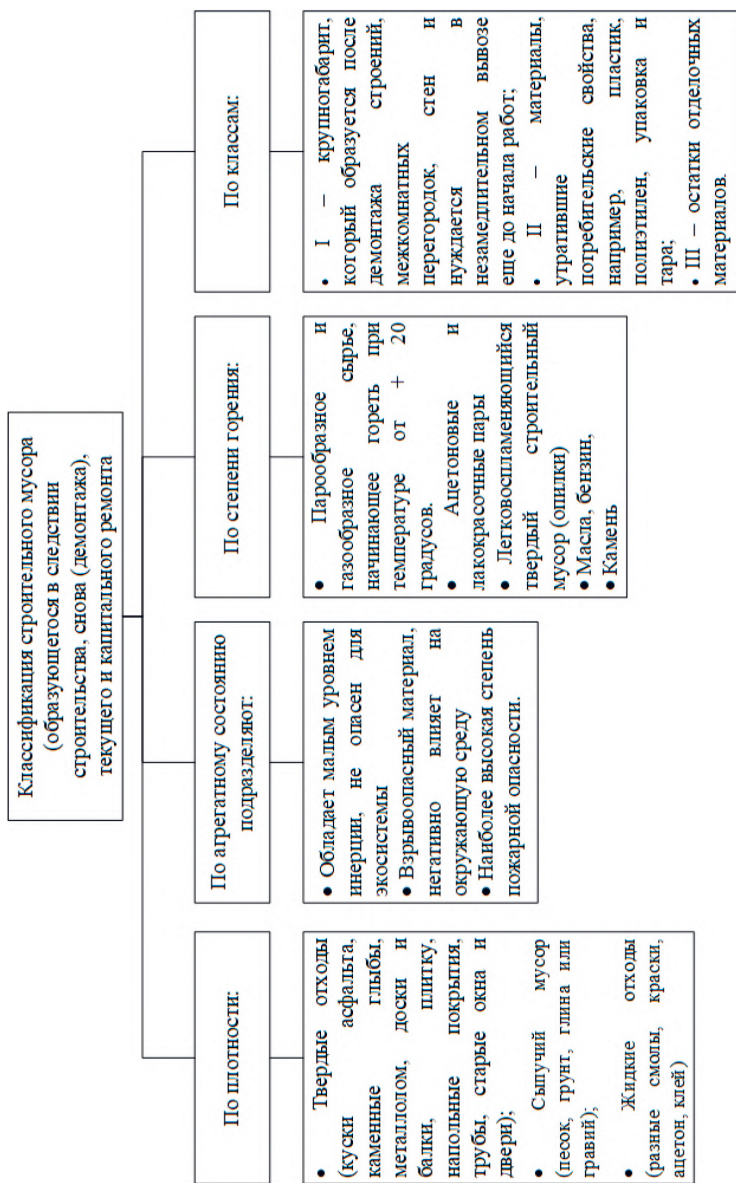 Классификация строительного мусора
(образующегося в следствии
строительства, снова (демонтажа),
текущего и капитального ремонта
По плотности:
• Твердые отходы
(куски асфальта,
каменные глыбы,
металлолом, доски и
балки, плитку,
напольные покрытия,
трубы, старые окна и
двери);
• Сыпучий мусор
(песок, грунт, глина или
гравий);
• Жидкие отходы
(разные смолы, краски,
ацетон, клей)
По агрегатному состоянию
подразделяют:
• Обладает малым уровнем
инерции, не опасен для
экосистемы
• Взрывоопасный материал,
негативно влияет на
окружающую среду
• Наиболее высокая степень
пожарной опасности.
По степени горения:
• Парообразное и
газообразное сырье,
начинающее гореть при
температуре от + 20
градусов.
• Ацетоновые и
лакокрасочные пары
• Легковоспламеняющийся
твердый строительный
мусор (опилки)
• Масла, бензин,
• Камень
По классам:
• I – крупногабарит,
который образуется после
демонтажа строений,
межкомнатных
перегородок, стен и
нуждается в
незамедлительном вывозе
еще до начала работ;
• II – материалы,
утратившие
потребительские свойства,
например, пластик,
полиэтилен, упаковка и
тара;
• III – остатки отделочных
материалов.